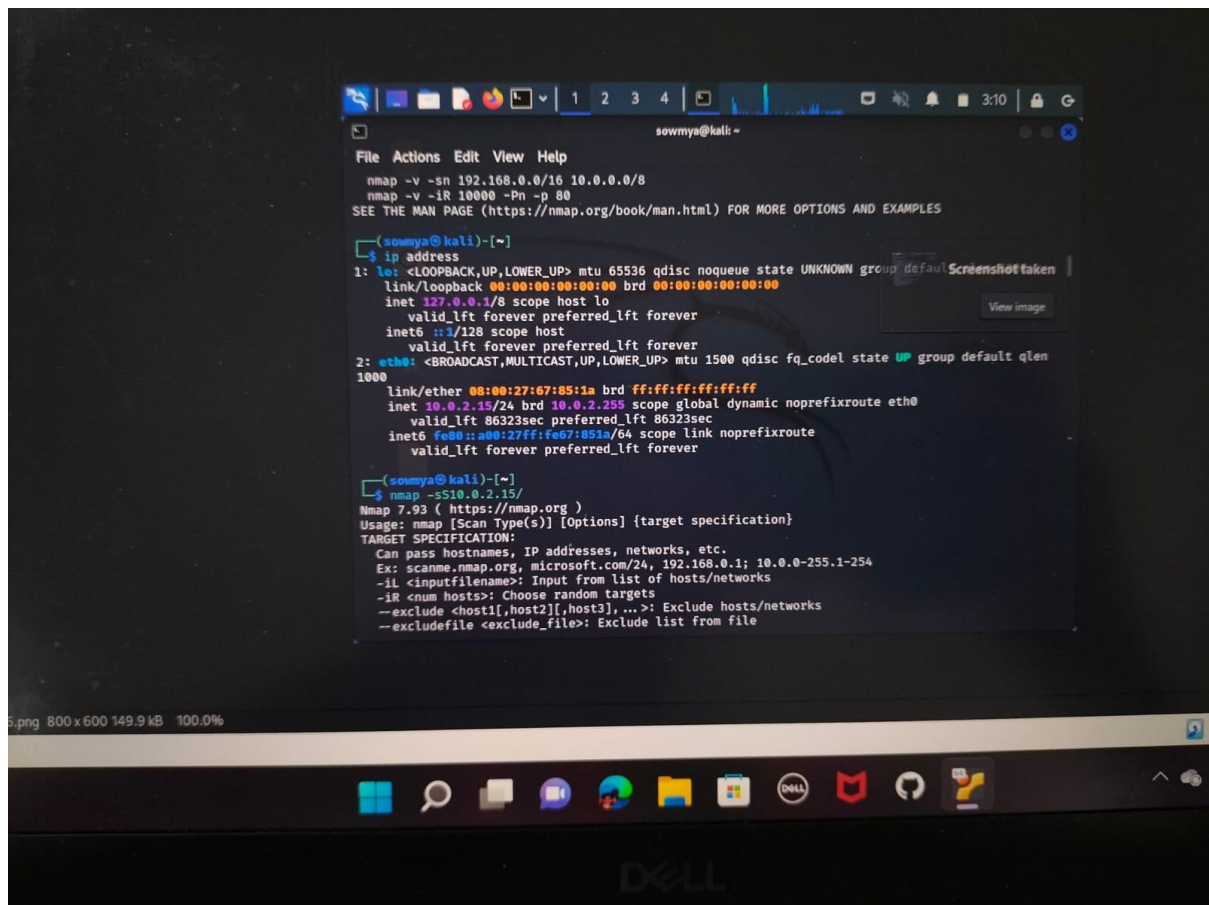 1 2 3 4 3:10
sowmya@kali: ~
File Actions Edit View Help
nmap -v -sn 192.168.0.0/16 10.0.0.0/8
nmap -v -iR 10000 -Pn -p 80
SEE THE MAN PAGE (https://nmap.org/book/man.html) FOR MORE OPTIONS AND EXAMPLES
(sowmya㉿kali)-[~]
$ ip address
1: lo: <LOOPBACK,UP,LOWER_UP> mtu 65536 qdisc noqueue state UNKNOWN group defaul
Screenshot taken
link/loopback 00:00:00:00:00:00 brd 00:00:00:00:00:00
inet 127.0.0.1/8 scope host lo
View image
valid_lft forever preferred_lft forever
inet6 ::1/128 scope host
valid_lft forever preferred_lft forever
2: eth0: <BROADCAST,MULTICAST,UP,LOWER_UP> mtu 1500 qdisc fq_codel state UP group default qlen
1000
link/ether 08:00:27:67:85:1a brd ff:ff:ff:ff:ff:ff
inet 10.0.2.15/24 brd 10.0.2.255 scope global dynamic noprefixroute eth0
valid_lft 86323sec preferred_lft 86323sec
inet6 fe80::a00:27ff:fe67:851a/64 scope link noprefixroute
valid_lft forever preferred_lft forever
(sowmya㉿kali)-[~]
$ nmap -sS10.0.2.15/
Nmap 7.93 ( https://nmap.org )
Usage: nmap [Scan Type(s)] [Options] {target specification}
TARGET SPECIFICATION:
Can pass hostnames, IP addresses, networks, etc.
Ex: scanme.nmap.org, microsoft.com/24, 192.168.0.1; 10.0.0-255.1-254
-iL <inputfilename>: Input from list of hosts/networks
-iR <num hosts>: Choose random targets
--exclude <host1[,host2][,host3],...>: Exclude hosts/networks
--excludefile <exclude_file>: Exclude list from file
5.png 800 x 600 149.9 kB 100.0%
DELL
DELL